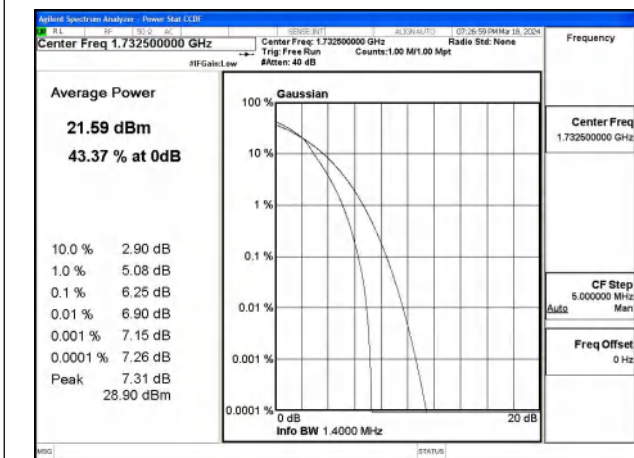 Agilent Spectrum Analyzer - Power Stat CCDF
RL RF 50 Ω AC SENSE:INT ALIGN AUTO 07:26:59 PM Mar 18, 2024
Center Freq 1.732500000 GHz
Center Freq: 1.732500000 GHz Radio Std: None
Trig: Free Run Counts:1.00 M/1.00 Mpt
#IFGain:Low #Atten: 40 dB
Frequency
Average Power
21.59 dBm
43.37 % at 0dB
10.0 % 2.90 dB
1.0 % 5.08 dB
0.1 % 6.25 dB
0.01 % 6.90 dB
0.001 % 7.15 dB
0.0001 % 7.26 dB
Peak 7.31 dB
28.90 dBm
Gaussian
100 %
10 %
1 %
0.1 %
0.01 %
0.001 %
0.0001 %
0 dB 20 dB
Info BW 1.4000 MHz
Center Freq
1.732500000 GHz
CF Step
5.000000 MHz
Auto Man
Freq Offset
0 Hz
MSG STATUS